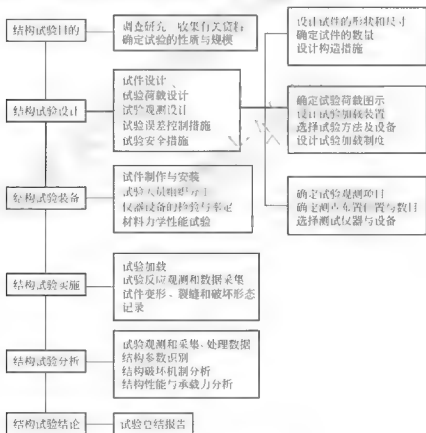 结构试验目的
调查研究、收集有关资料
确定试验的性质与规模
设计试件的形状和尺寸
确定试件的数量
设计构造措施
结构试验设计
试件设计、
试验荷载设计
试验观测设计
试验误差控制措施
试验安全措施
确定试验荷载图示
设计试验加载装置
选择试验方法及设备
设计试验加载制度
确定试验观测项目
确定测点布置位置与数目
选择测试仪器与设备
结构试验装备
试件制作与安装
试验人员组织分工
仪器设备的检验与率定
材料力学性能试验
结构试验实施
试验加载
试验反应观测和数据采集
试件变形、裂缝和破坏形态
记录
结构试验分析
试验观测和采集、处理数据
结构参数识别
结构破坏机制分析
结构性能与承载力分析
结构试验结论
试验总结报告